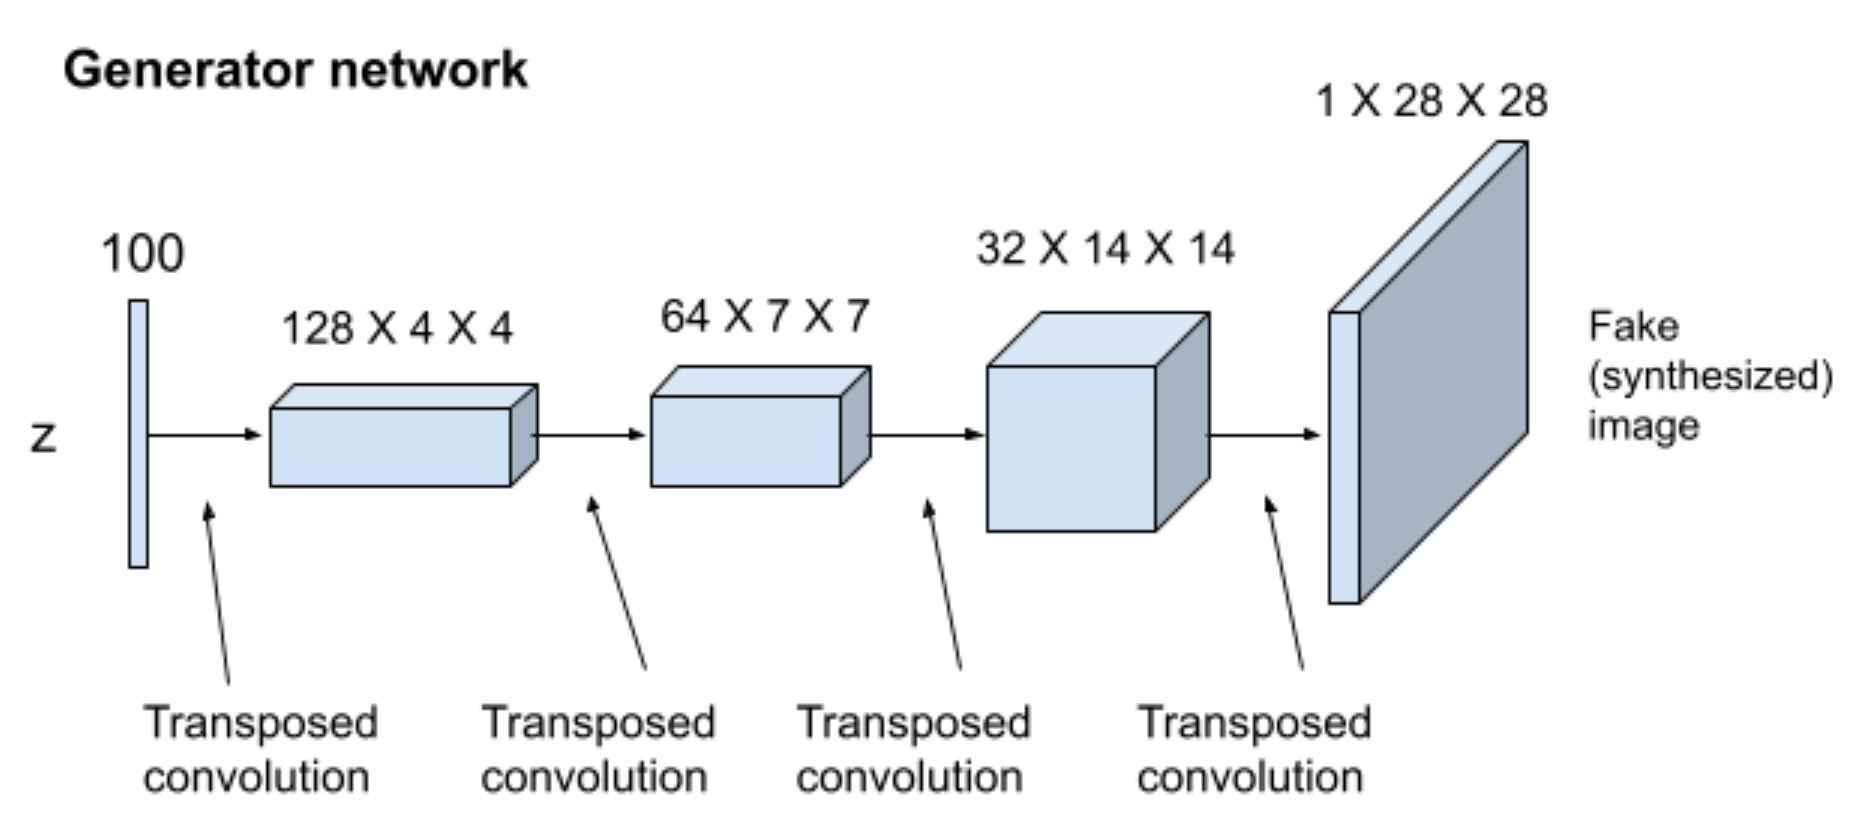 Generator network
1 X 28 X 28
100
32 X 14 X 14
128 X 4 X 4
64 X 7 X 7
z
Fake
(synthesized)
image
Transposed
convolution
Transposed
convolution
Transposed
convolution
Transposed
convolution